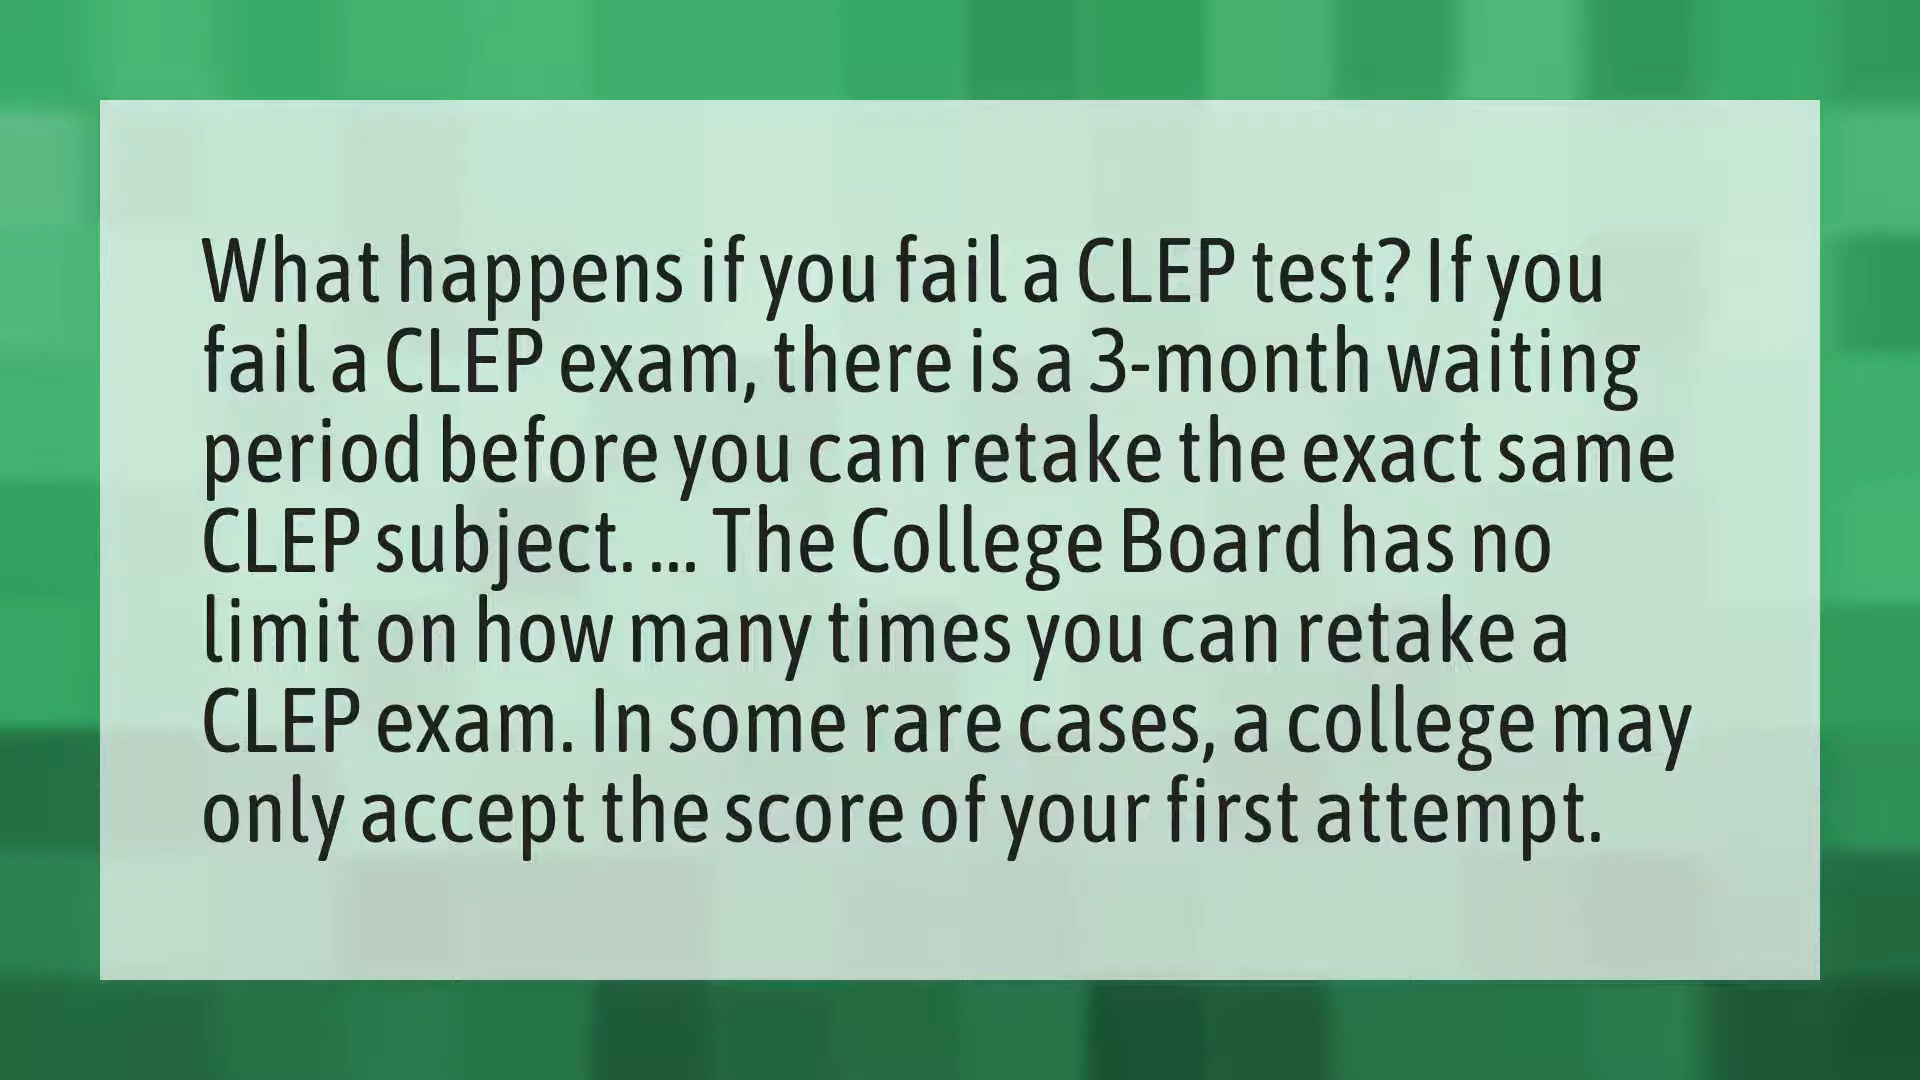 What happens if you fail a CLEP test? If you
fail a CLEP exam, there is a 3-month waiting
period before you can retake the exact same
CLEP subject. ... The College Board has no
limit on how many times you can retake a
CLEP exam. In some rare cases, a college may
only accept the score of your first attempt.